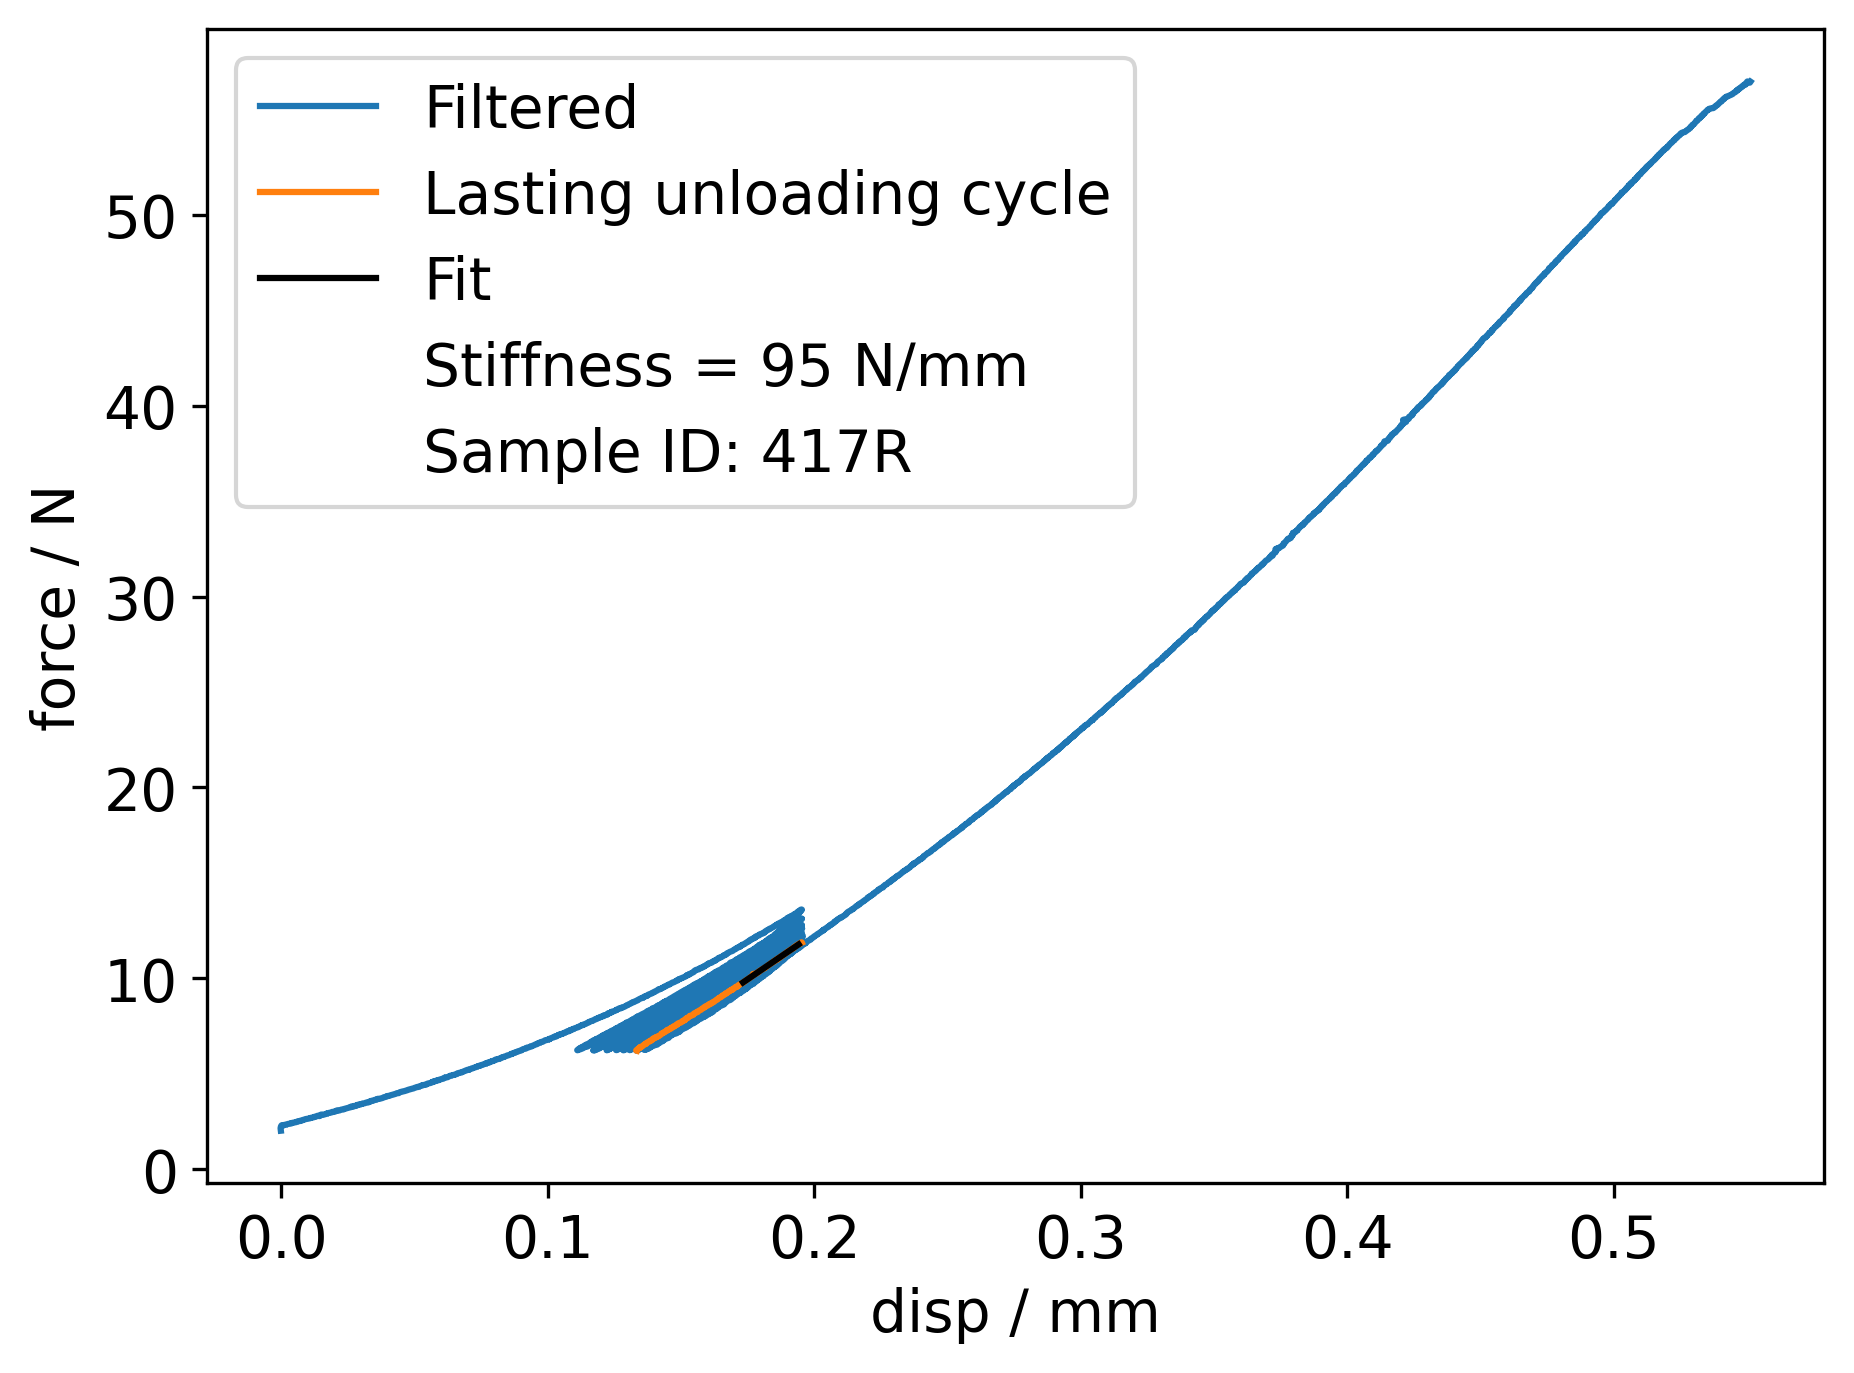 Filtered
Lasting unloading cycle
Fit
Stiffness = 95 N/mm
Sample ID: 417R
force / N
50
40
30
20
10
0
0.0 0.1 0.2 0.3 0.4 0.5
disp / mm